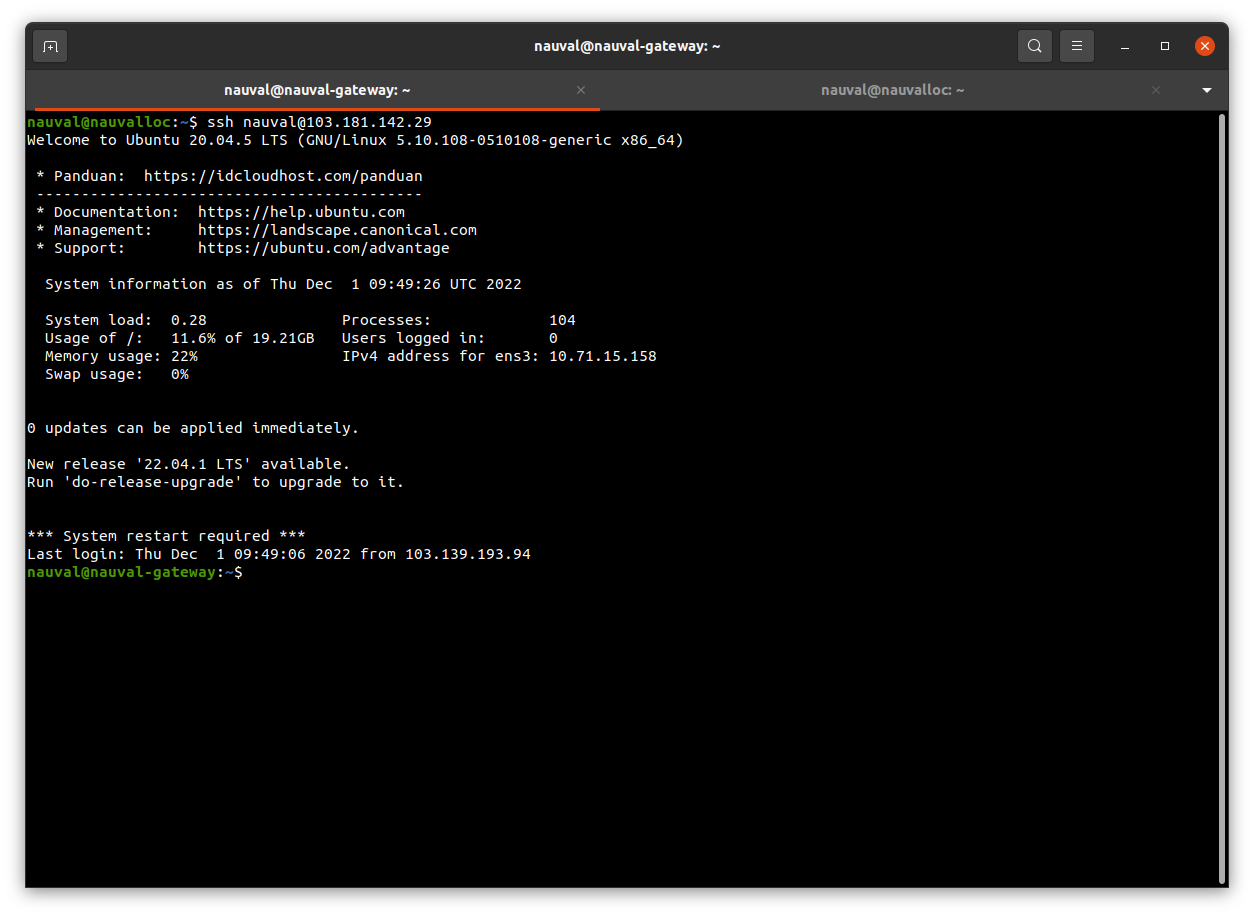 nauval@nauval-gateway: ~
nauval@nauval-gateway: ~
nauval@nauvalloc: ~
nauval@nauvalloc:~$ ssh nauval@103.181.142.29
Welcome to Ubuntu 20.04.5 LTS (GNU/Linux 5.10.108-0510108-generic x86_64)
 * Panduan:  https://idcloudhost.com/panduan
 -------------------------------------------
 * Documentation:  https://help.ubuntu.com
 * Management:     https://landscape.canonical.com
 * Support:        https://ubuntu.com/advantage
  System information as of Thu Dec  1 09:49:26 UTC 2022
  System load:  0.28               Processes:             104
  Usage of /:   11.6% of 19.21GB   Users logged in:       0
  Memory usage: 22%                IPv4 address for ens3: 10.71.15.158
  Swap usage:   0%
0 updates can be applied immediately.
New release '22.04.1 LTS' available.
Run 'do-release-upgrade' to upgrade to it.
*** System restart required ***
Last login: Thu Dec  1 09:49:06 2022 from 103.139.193.94
nauval@nauval-gateway:~$